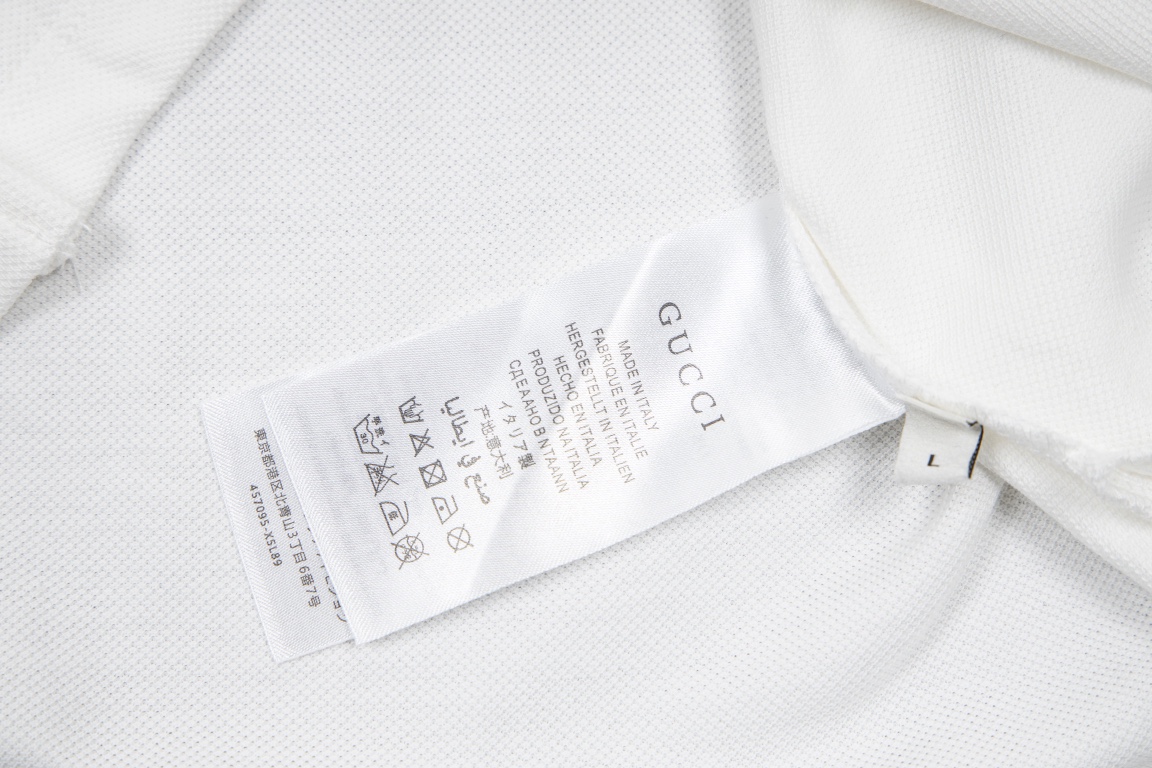 GUCCI
MADE IN ITALY
FABRIQUE EN ITALIE
HERGESTELLT IN ITALIEN
HECHO EN ITALIA
PRODUZIDO NA ITALIA
СДЕЛАНО В ИТАЛИИ
イタリア製
产地:意大利
صنع في ايطاليا
東京都港区北青山3丁目6番7号
457095-X5L89
L